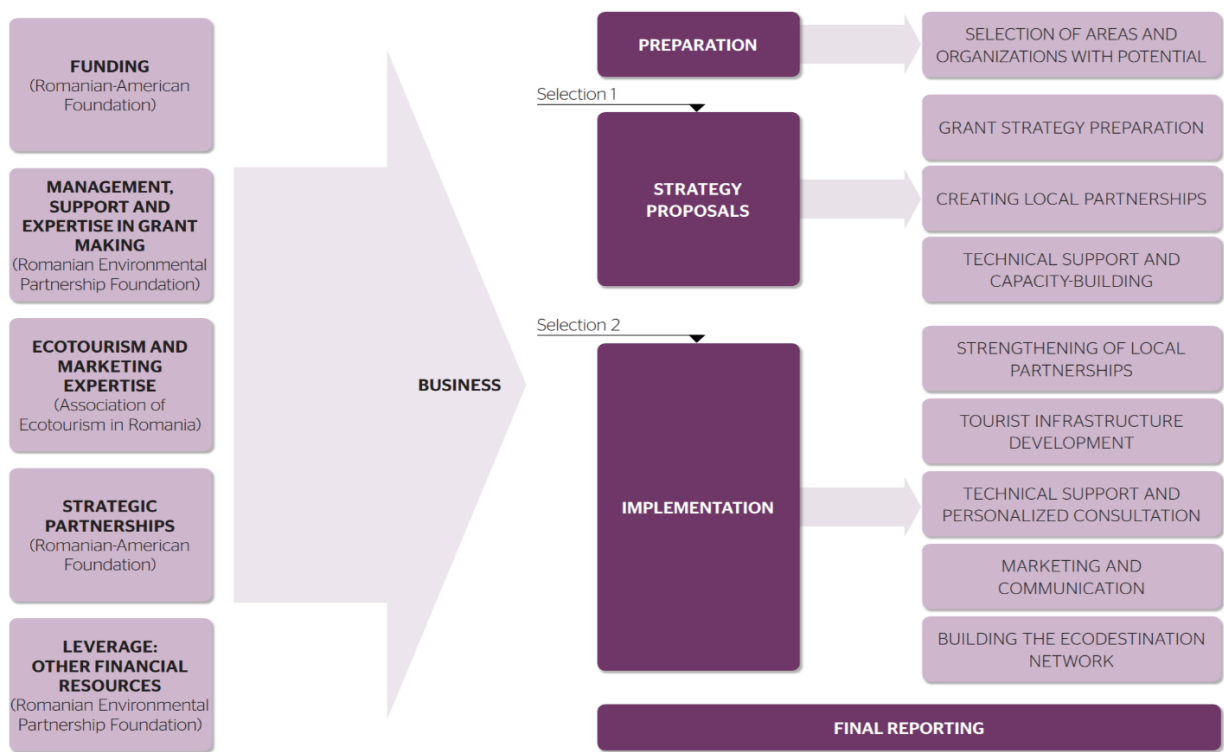 FUNDING
(Romanian-American
Foundation)
MANAGEMENT,
SUPPORT AND
EXPERTISE IN GRANT
MAKING
(Romanian Environmental
Partnership Foundation)
ECOTOURISM AND
MARKETING
EXPERTISE
(Association of
Ecotourism in Romania)
STRATEGIC
PARTNERSHIPS
(Romanian-American
Foundation)
LEVERAGE:
OTHER FINANCIAL
RESOURCES
(Romanian Environmental
Partnership Foundation)
BUSINESS
PREPARATION
SELECTION OF AREAS AND
ORGANIZATIONS WITH POTENTIAL
Selection 1
STRATEGY
PROPOSALS
GRANT STRATEGY PREPARATION
CREATING LOCAL PARTNERSHIPS
TECHNICAL SUPPORT AND
CAPACITY-BUILDING
Selection 2
IMPLEMENTATION
STRENGTHENING OF LOCAL
PARTNERSHIPS
TOURIST INFRASTRUCTURE
DEVELOPMENT
TECHNICAL SUPPORT AND
PERSONALIZED CONSULTATION
MARKETING AND
COMMUNICATION
BUILDING THE ECODESTINATION
NETWORK
FINAL REPORTING